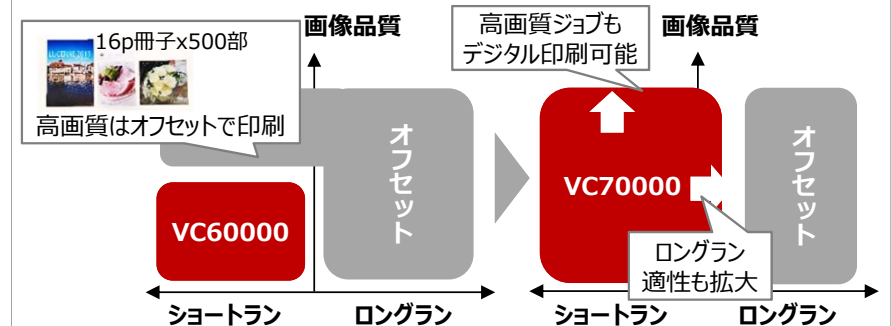 画像品質
16p冊子x500部
LUCERNE 2013
高画質はオフセットで印刷
オフセット
VC60000
ショートラン
ロングラン
高画質ジョブも
デジタル印刷可能
画像品質
VC70000
オフセット
ロングラン
適性も拡大
ショートラン
ロングラン